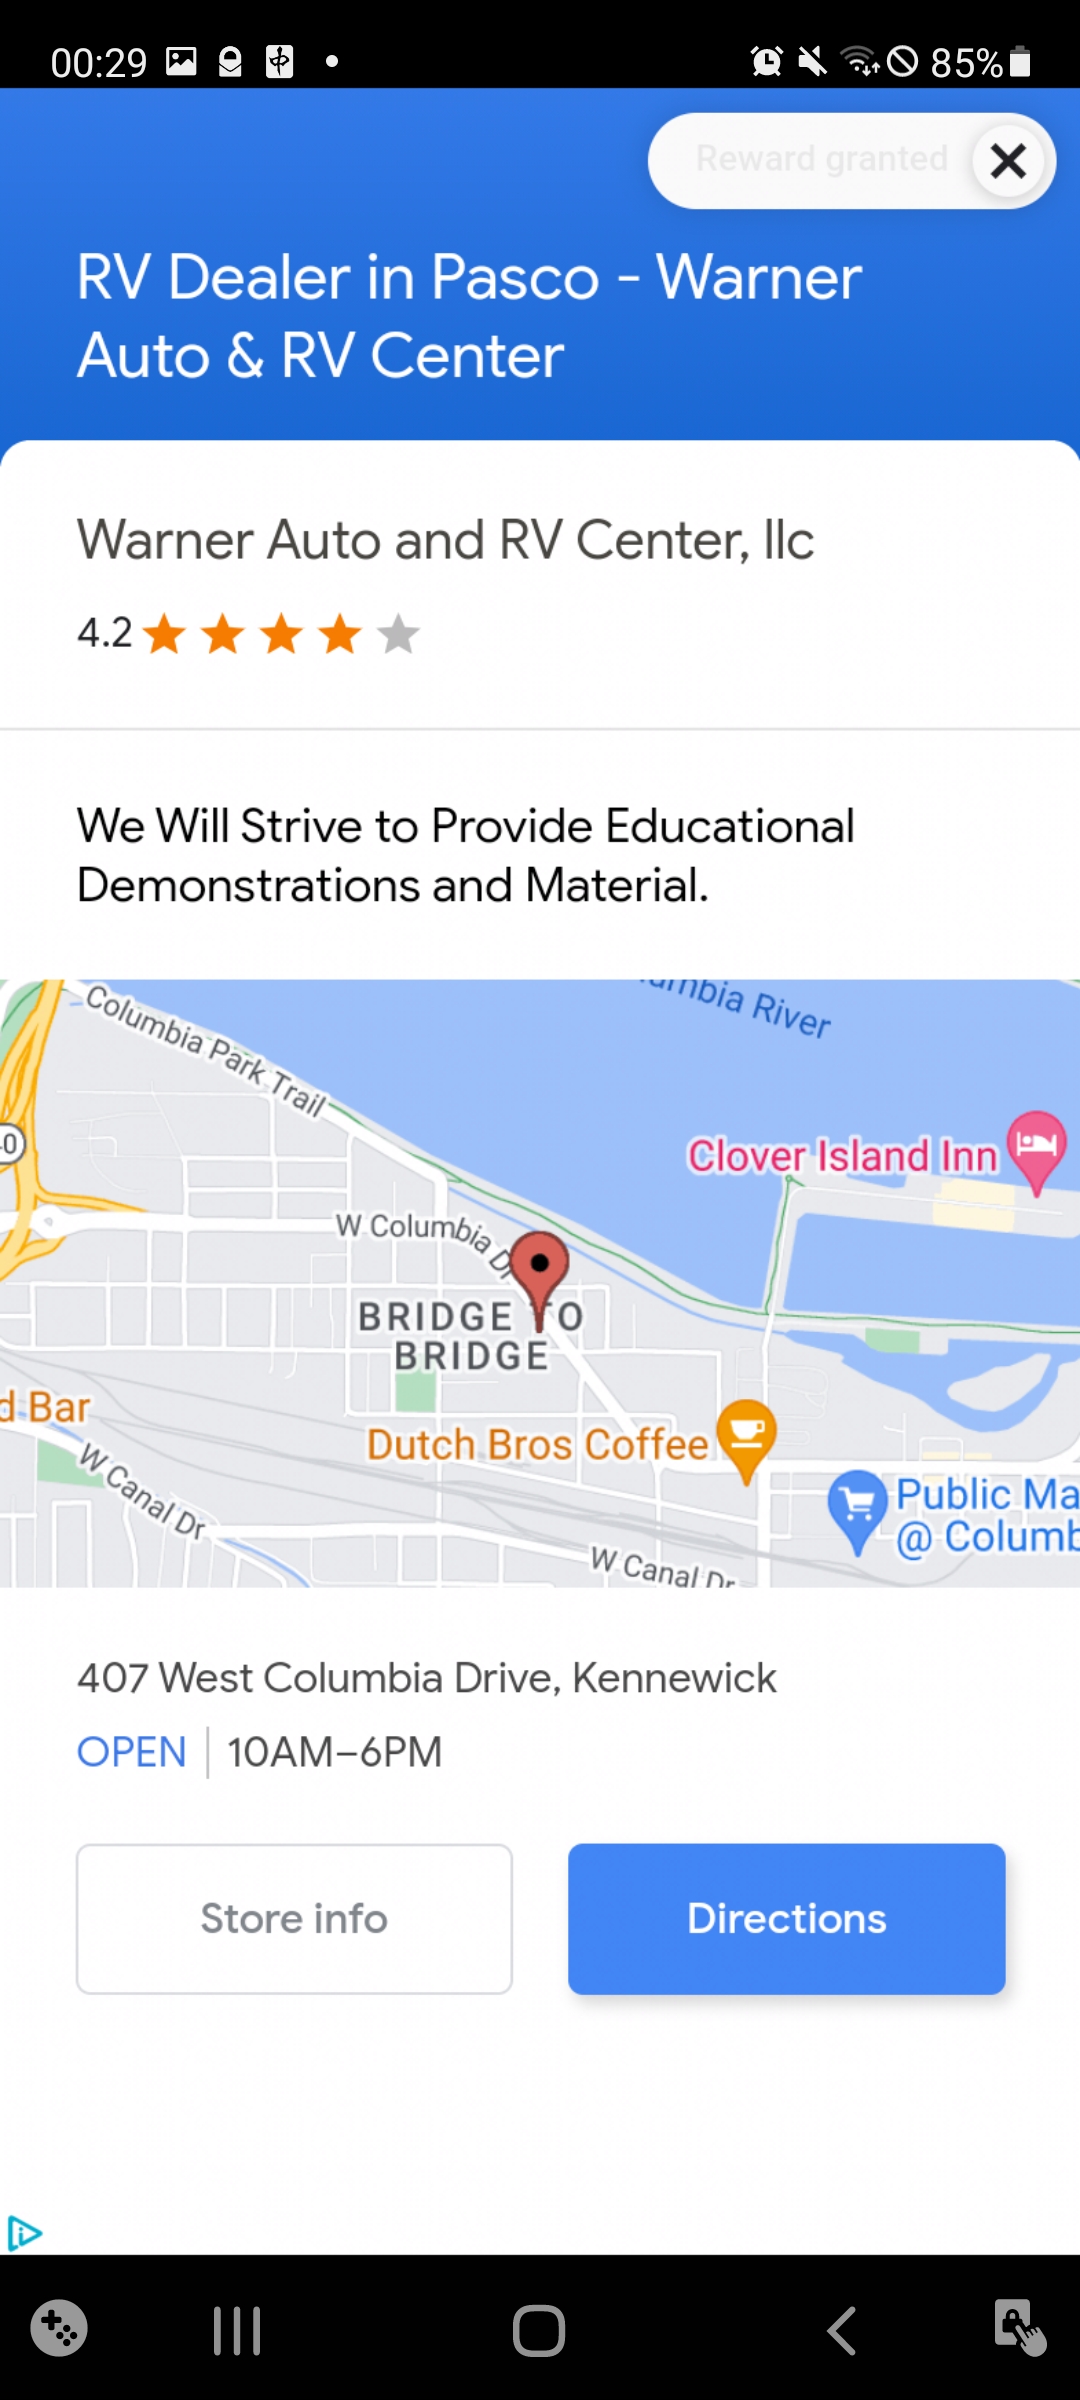 00:29
85%
Reward granted
RV Dealer in Pasco - Warner
Auto & RV Center
Warner Auto and RV Center, llc
4.2
We Will Strive to Provide Educational
Demonstrations and Material.
Columbia River
Columbia Park Trail
Clover Island Inn
W Columbia Dr
BRIDGE TO
BRIDGE
d Bar
Dutch Bros Coffee
W Canal Dr
Public Ma
@ Columb
W Canal Dr
407 West Columbia Drive, Kennewick
OPEN | 10AM–6PM
Store info
Directions